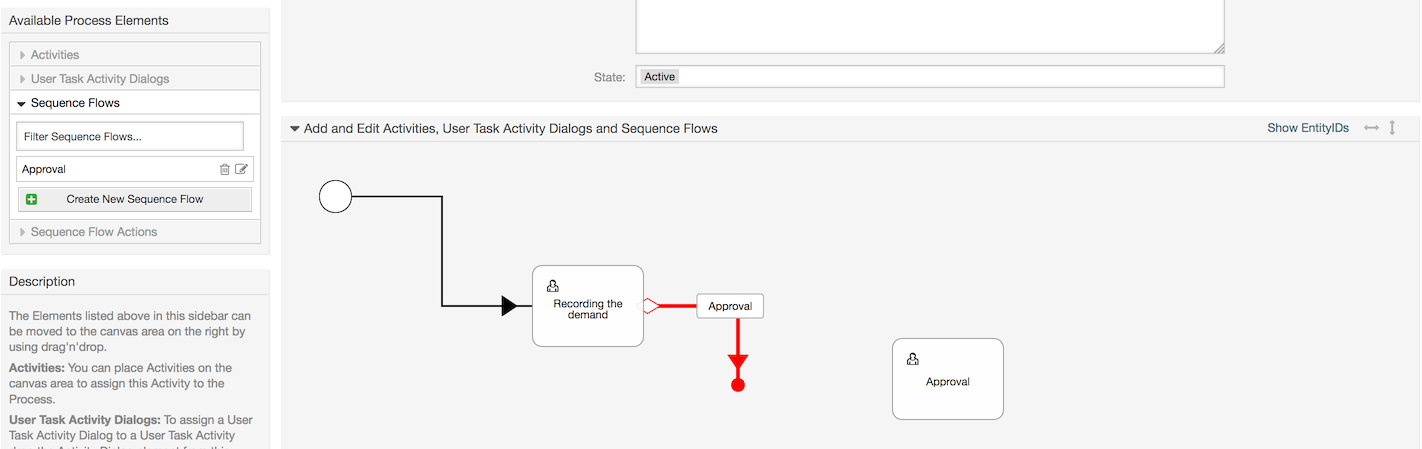 Available Process Elements
Activities
User Task Activity Dialogs
Sequence Flows
Filter Sequence Flows...
Approval
Create New Sequence Flow
Sequence Flow Actions
Description
The Elements listed above in this sidebar can
be moved to the canvas area on the right by
using drag'n'drop.
Activities: You can place Activities on the
canvas area to assign this Activity to the
Process.
User Task Activity Dialogs: To assign a User
Task Activity Dialog to a User Task Activity
State:
Active
Add and Edit Activities, User Task Activity Dialogs and Sequence Flows
Show EntityIDs
Recording the
demand
Approval
Approval